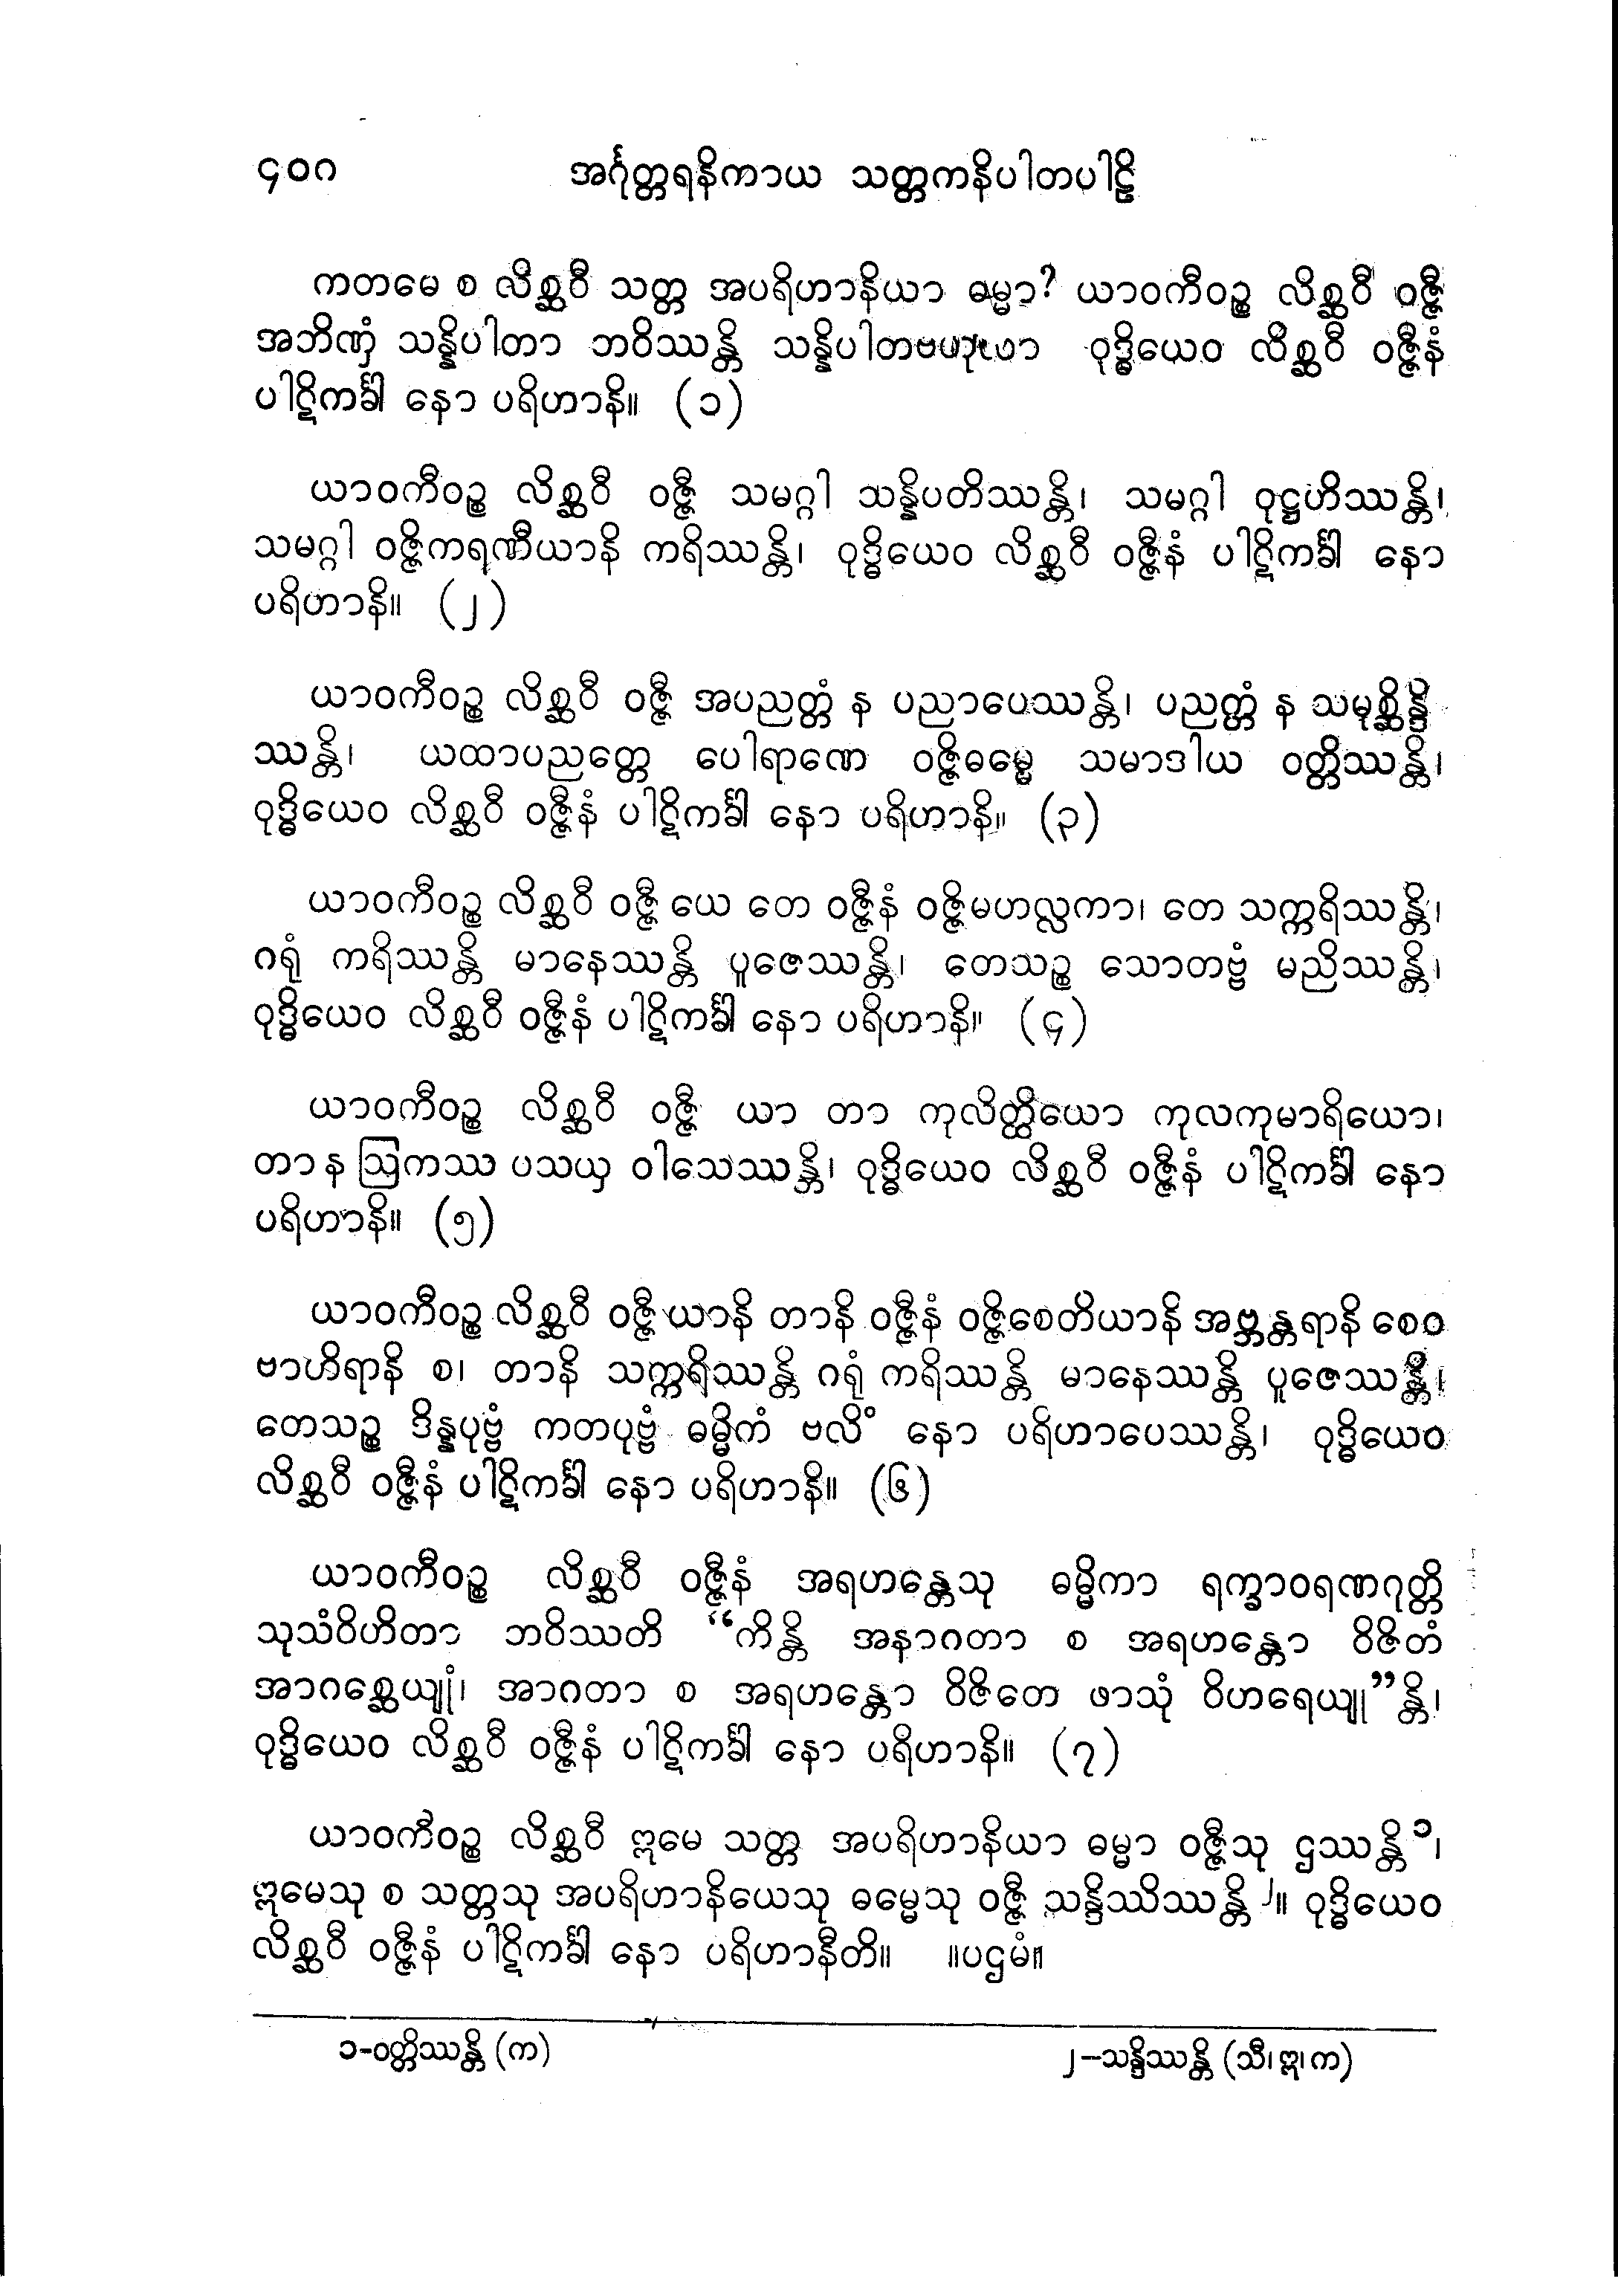 ၄၀၈ အင်္ဂုတ္တရနိကာယ သတ္တကနိပါတပါဠိ
ကတမေ စ လိစ္ဆဝီ သတ္တ အပရိဟာနိယာ ဓမ္မာ? ယာဝကီဝဉ္စ လိစ္ဆဝီ ဝဇ္ဇီ
အဘိဏှံ သန္နိပါတာ ဘဝိဿန္တိ သန္နိပါတဗဟုလာ ဝုဒ္ဓိယေဝ လိစ္ဆဝီ ဝဇ္ဇီနံ
ပါဋိကင်္ခါ နော ပရိဟာနိ။ (၁)
ယာဝကီဝဉ္စ လိစ္ဆဝီ ဝဇ္ဇီ သမဂ္ဂါ သန္နိပတိဿန္တိ၊ သမဂ္ဂါ ဝုဋ္ဌဟိဿန္တိ၊
သမဂ္ဂါ ဝဇ္ဇိကရဏီယာနိ ကရိဿန္တိ၊ ဝုဒ္ဓိယေဝ လိစ္ဆဝီ ဝဇ္ဇီနံ ပါဋိကင်္ခါ နော
ပရိဟာနိ။ (၂)
ယာဝကီဝဉ္စ လိစ္ဆဝီ ဝဇ္ဇီ အပညတ္တံ န ပညာပေဿန္တိ၊ ပညတ္တံ န သမုစ္ဆိန္ဒိ
ဿန္တိ၊ ယထာပညတ္တေ ပေါရာဏေ ဝဇ္ဇိဓမ္မေ သမာဒါယ ဝတ္တိဿန္တိ၊
ဝုဒ္ဓိယေဝ လိစ္ဆဝီ ဝဇ္ဇီနံ ပါဋိကင်္ခါ နော ပရိဟာနိ။ (၃)
ယာဝကီဝဉ္စ လိစ္ဆဝီ ဝဇ္ဇီ ယေ တေ ဝဇ္ဇီနံ ဝဇ္ဇိမဟလ္လကာ၊ တေ သက္ကရိဿန္တိ၊
ဂရုံ ကရိဿန္တိ မာနေဿန္တိ ပူဇေဿန္တိ၊ တေသဉ္စ သောတဗ္ဗံ မညိဿန္တိ၊
ဝုဒ္ဓိယေဝ လိစ္ဆဝီ ဝဇ္ဇီနံ ပါဋိကင်္ခါ နော ပရိဟာနိ။ (၄)
ယာဝကီဝဉ္စ လိစ္ဆဝီ ဝဇ္ဇီ ယာ တာ ကုလိတ္ထိယော ကုလကုမာရိယော၊
တာ န ဩကဿ ပသယှ ဝါသေဿန္တိ၊ ဝုဒ္ဓိယေဝ လိစ္ဆဝီ ဝဇ္ဇီနံ ပါဋိကင်္ခါ နော
ပရိဟာနိ။ (၅)
ယာဝကီဝဉ္စ လိစ္ဆဝီ ဝဇ္ဇီ ယာနိ တာနိ ဝဇ္ဇီနံ ဝဇ္ဇိစေတိယာနိ အဗ္ဘန္တရာနိ စေဝ
ဗာဟိရာနိ စ၊ တာနိ သက္ကရိဿန္တိ ဂရုံ ကရိဿန္တိ မာနေဿန္တိ ပူဇေဿန္တိ၊
တေသဉ္စ ဒိန္နပုဗ္ဗံ ကတပုဗ္ဗံ ဓမ္မိကံ ဗလိံ နော ပရိဟာပေဿန္တိ၊ ဝုဒ္ဓိယေဝ
လိစ္ဆဝီ ဝဇ္ဇီနံ ပါဋိကင်္ခါ နော ပရိဟာနိ။ (၆)
ယာဝကီဝဉ္စ လိစ္ဆဝီ ဝဇ္ဇီနံ အရဟန္တေသု ဓမ္မိကာ ရက္ခာဝရဏဂုတ္တိ
သုသံဝိဟိတာ ဘဝိဿတိ “ကိန္တိ အနာဂတာ စ အရဟန္တော ဝိဇိတံ
အာဂစ္ဆေယျုံ၊ အာဂတာ စ အရဟန္တော ဝိဇိတေ ဖာသုံ ဝိဟရေယျု”န္တိ၊
ဝုဒ္ဓိယေဝ လိစ္ဆဝီ ဝဇ္ဇီနံ ပါဋိကင်္ခါ နော ပရိဟာနိ။ (၇)
ယာဝကီဝဉ္စ လိစ္ဆဝီ ဣမေ သတ္တ အပရိဟာနိယာ ဓမ္မာ ဝဇ္ဇီသု ဌဿန္တိ ၁၊
ဣမေသု စ သတ္တသု အပရိဟာနိယေသု ဓမ္မေသု ဝဇ္ဇီ သန္ဒိဿိဿန္တိ ၂။ ဝုဒ္ဓိယေဝ
လိစ္ဆဝီ ဝဇ္ဇီနံ ပါဋိကင်္ခါ နော ပရိဟာနီတိ။ ။ပဌမံ။
၁-ဝတ္တိဿန္တိ (က) ၂-သန္ဒိဿန္တိ (သီ၊ ဣ၊ က)